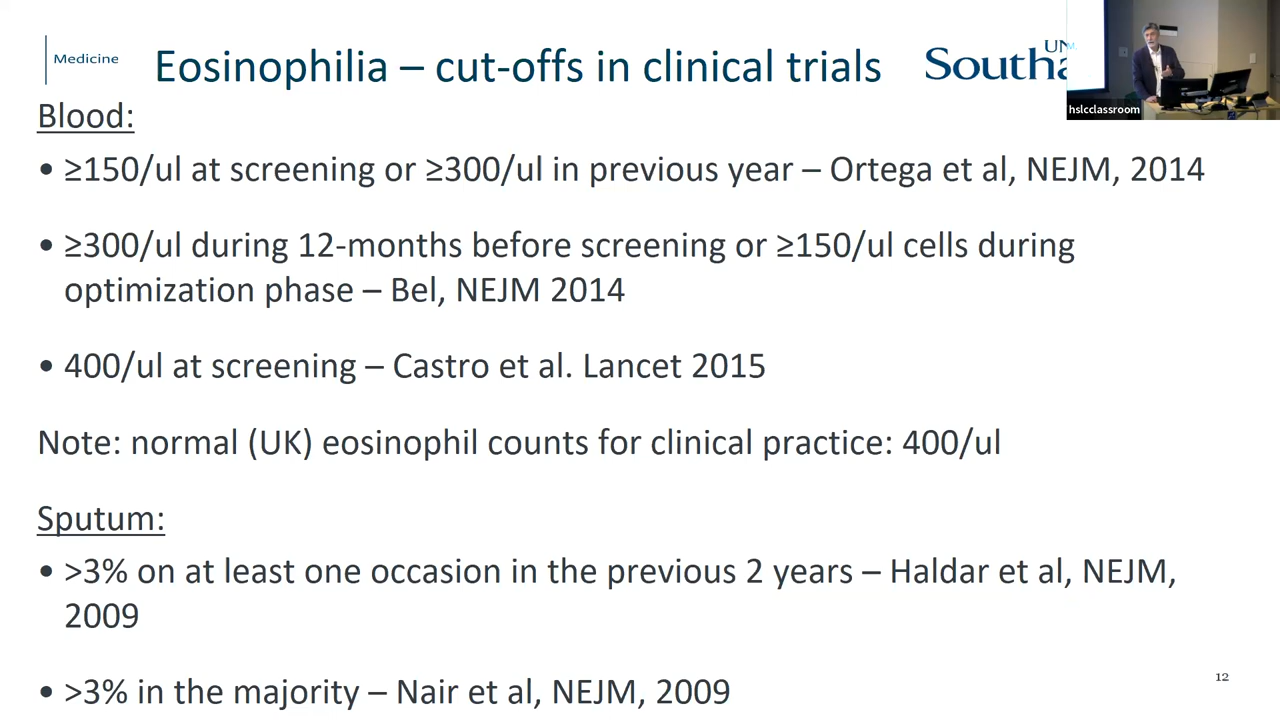 Medicine
Eosinophilia – cut-offs in clinical trials
UN
Southa
hslcclassroom
Blood:
• ≥150/ul at screening or ≥300/ul in previous year – Ortega et al, NEJM, 2014
• ≥300/ul during 12-months before screening or ≥150/ul cells during
optimization phase – Bel, NEJM 2014
• 400/ul at screening – Castro et al. Lancet 2015
Note: normal (UK) eosinophil counts for clinical practice: 400/ul
Sputum:
• >3% on at least one occasion in the previous 2 years – Haldar et al, NEJM,
2009
• >3% in the majority – Nair et al, NEJM, 2009
12